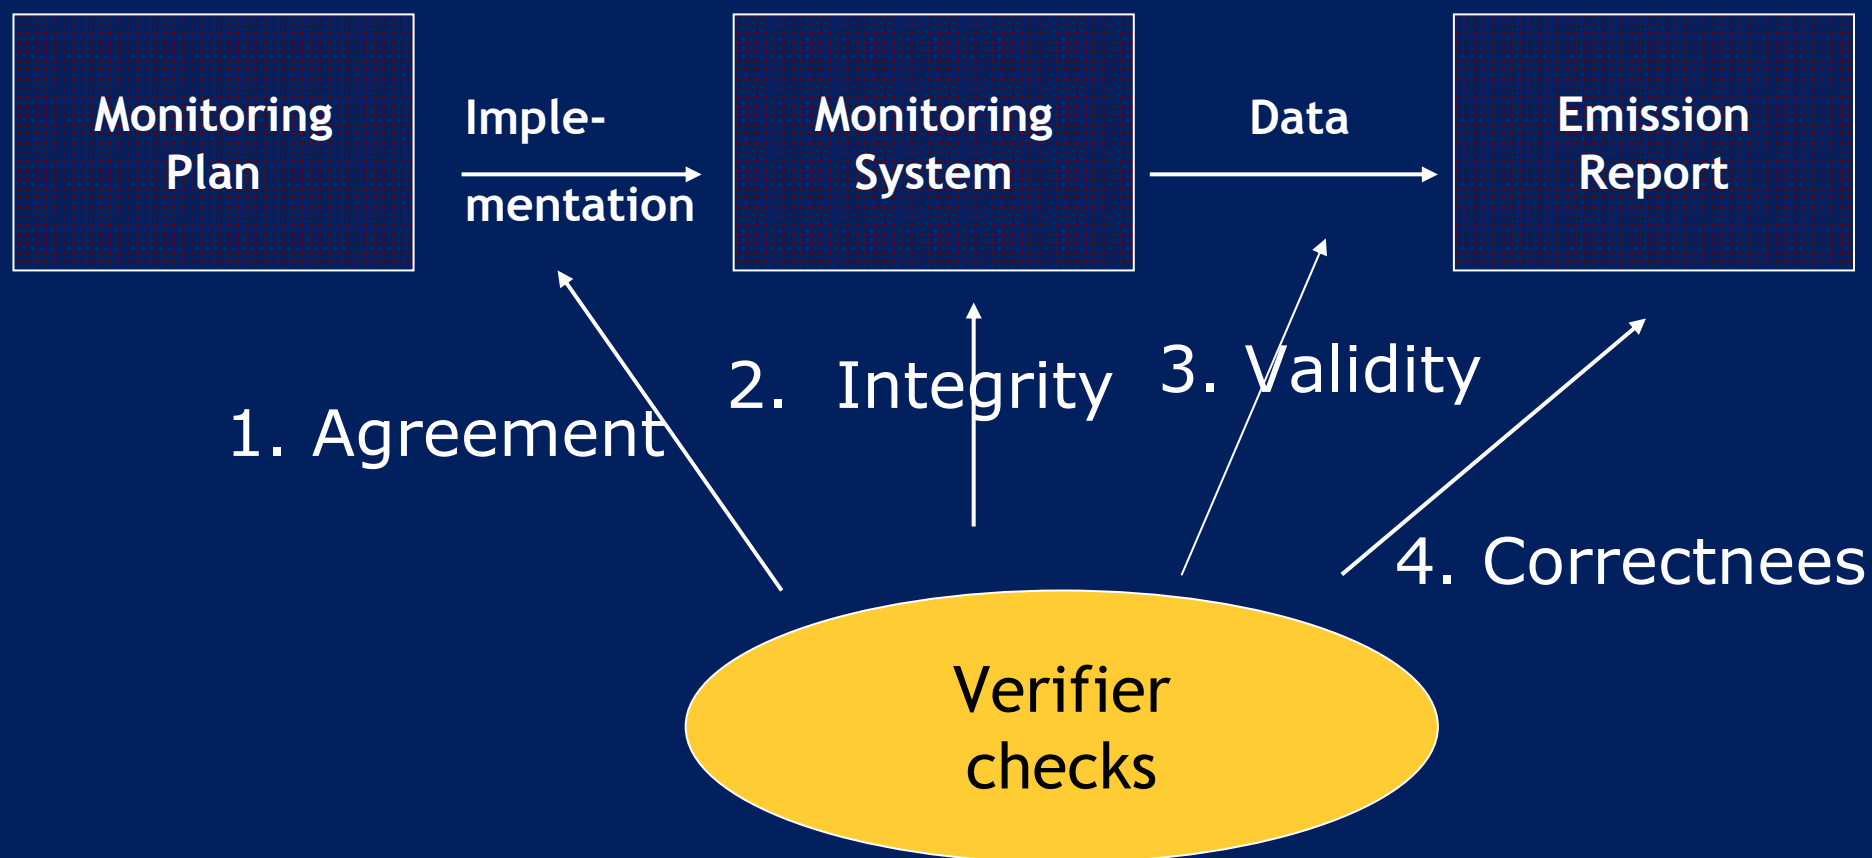 Monitoring
Plan
Imple-
mentation
Monitoring
System
Data
Emission
Report
1. Agreement
2. Integrity
3. Validity
4. Correctnees
Verifier
checks